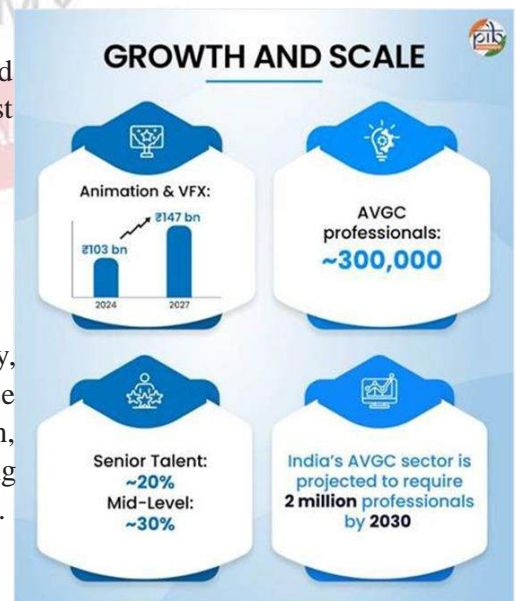 GROWTH AND SCALE
pib
Animation & VFX:
₹103 bn
₹147 bn
2024
2027
AVGC
professionals:
~300,000
Senior Talent:
~20%
Mid-Level:
~30%
India's AVGC sector is
projected to require
2 million professionals
by 2030